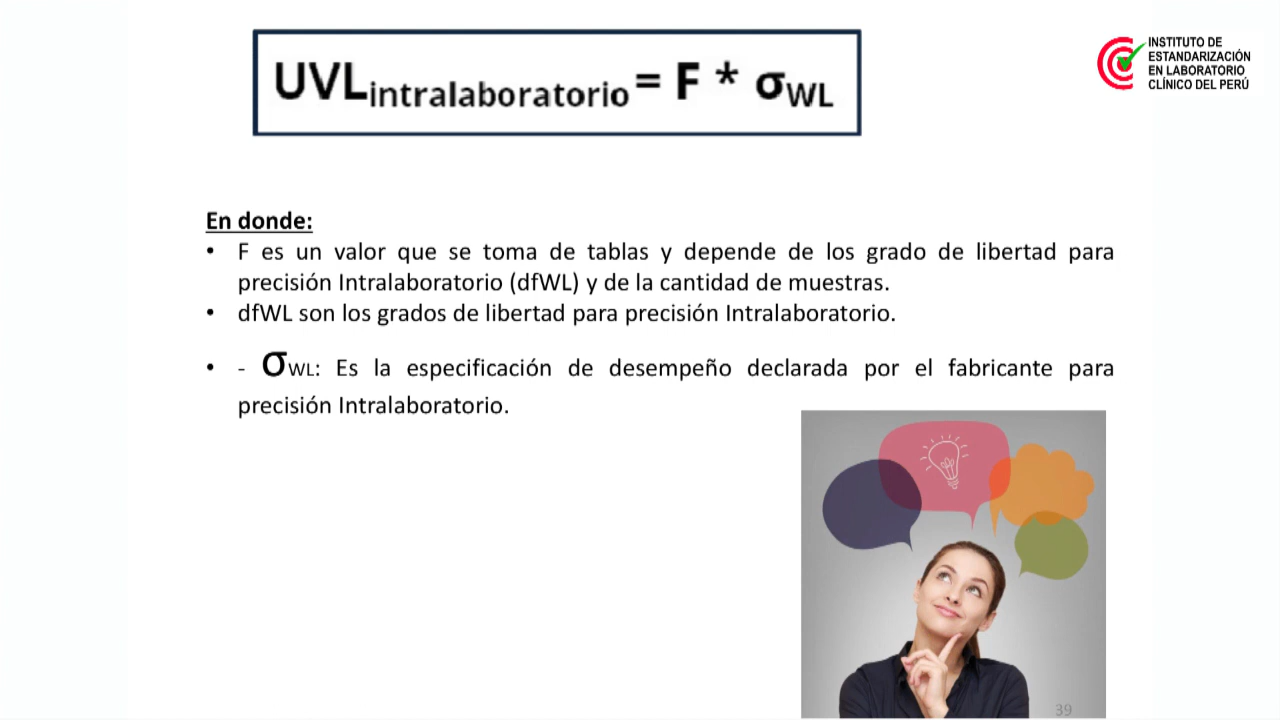 UVLintralaboratorio = F * σWL
INSTITUTO DE
ESTANDARIZACIÓN
EN LABORATORIO
CLÍNICO DEL PERÚ
En donde:
• F es un valor que se toma de tablas y depende de los grado de libertad para
precisión Intralaboratorio (dfWL) y de la cantidad de muestras.
• dfWL son los grados de libertad para precisión Intralaboratorio.
• - σWL: Es la especificación de desempeño declarada por el fabricante para
precisión Intralaboratorio.
39